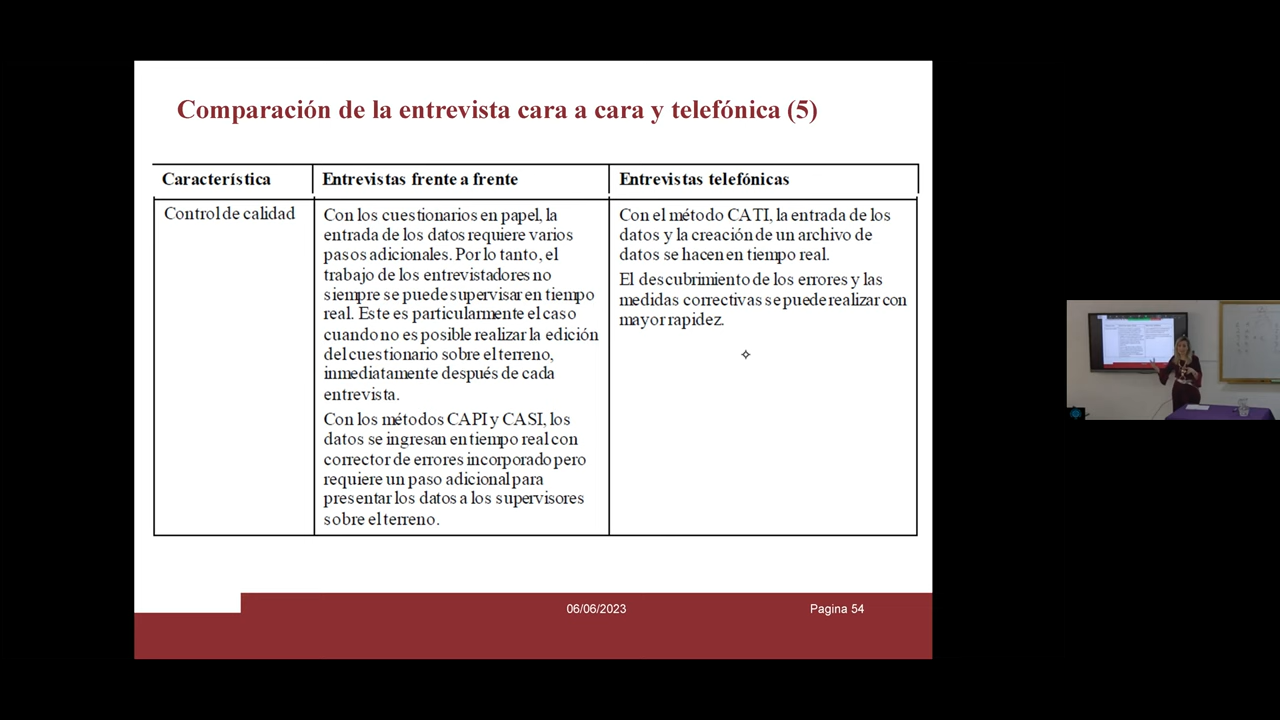 Comparación de la entrevista cara a cara y telefónica (5)
Característica
Entrevistas frente a frente
Entrevistas telefónicas
Control de calidad
Con los cuestionarios en papel, la
entrada de los datos requiere varios
pasos adicionales. Por lo tanto, el
trabajo de los entrevistadores no
siempre se puede supervisar en tiempo
real. Este es particularmente el caso
cuando no es posible realizar la edición
del cuestionario sobre el terreno,
inmediatamente después de cada
entrevista.
Con los métodos CAPI y CASI, los
datos se ingresan en tiempo real con
corrector de errores incorporado pero
requiere un paso adicional para
presentar los datos a los supervisores
sobre el terreno.
Con el método CATI, la entrada de los
datos y la creación de un archivo de
datos se hacen en tiempo real.
El descubrimiento de los errores y las
medidas correctivas se puede realizar con
mayor rapidez.
06/06/2023
Pagina 54